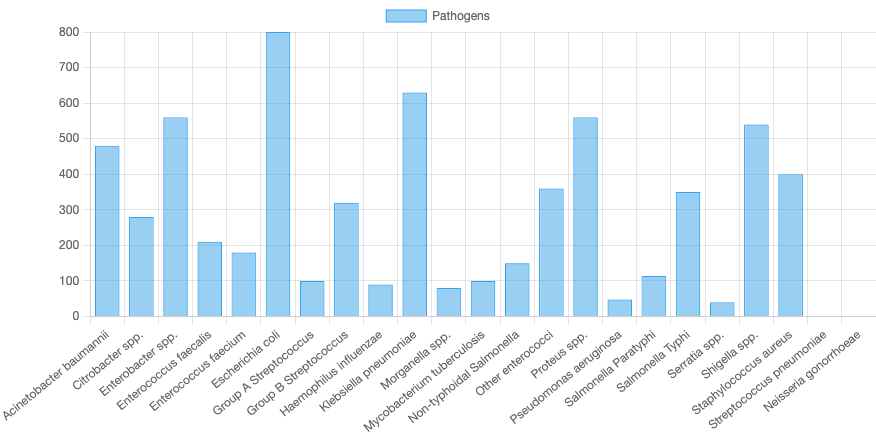 Pathogens
800
700
600
500
400
300
200
100
0
Acinetobacter baumannii
Citrobacter spp.
Enterobacter spp.
Enterococcus faecalis
Enterococcus faecium
Escherichia coli
Group A Streptococcus
Group B Streptococcus
Haemophilus influenzae
Klebsiella pneumoniae
Morganella spp.
Mycobacterium tuberculosis
Non-typhoidal Salmonella
Other enterococci
Proteus spp.
Pseudomonas aeruginosa
Salmonella Paratyphi
Salmonella Typhi
Serratia spp.
Shigella spp.
Staphylococcus aureus
Streptococcus pneumoniae
Neisseria gonorrhoeae